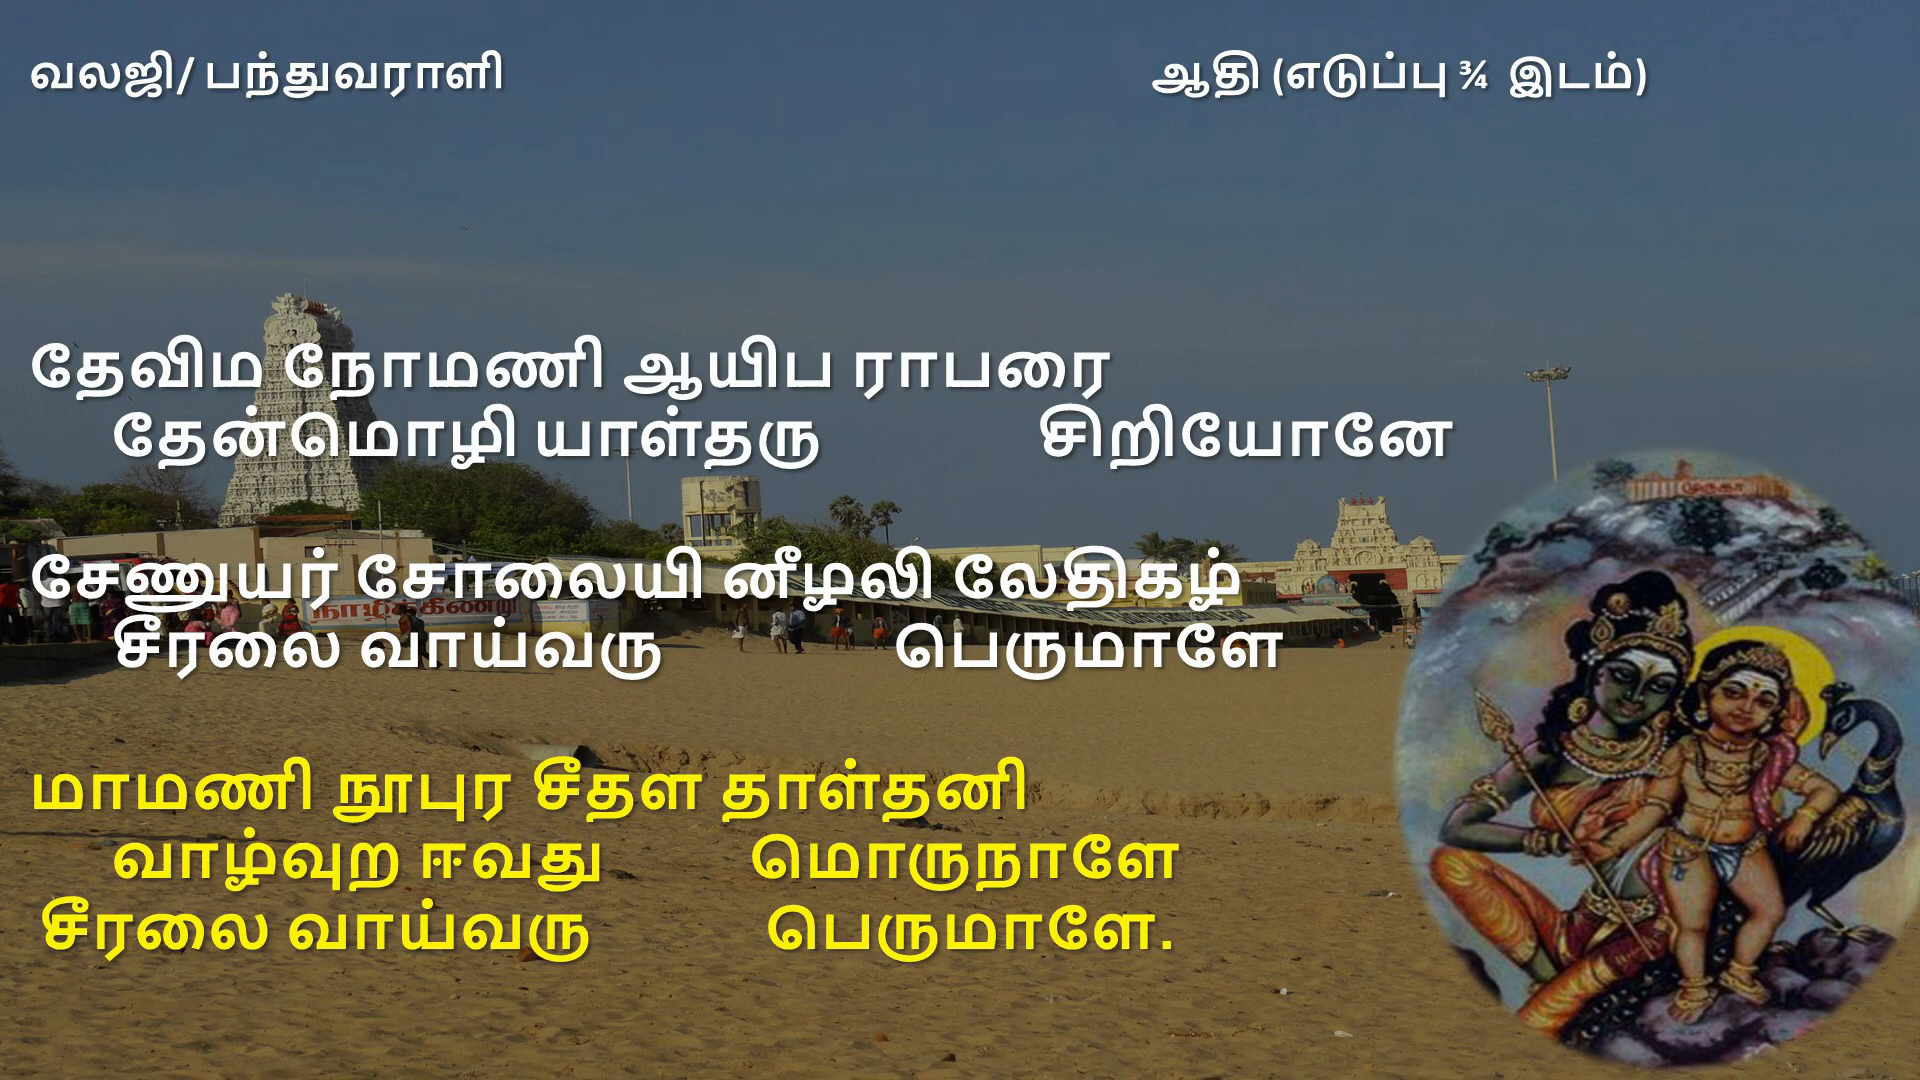 வலஜி/ பந்துவராளி ஆதி (எடுப்பு ¾ இடம்)
தேவிம நோமணி ஆயிப ராபரை
தேன்மொழி யாள்தரு சிறியோனே
சேணுயர் சோலையி னீழலி லேதிகழ்
நாழிக்கிணறு
சீரலை வாய்வரு பெருமாளே
மாமணி நூபுர சீதள தாள்தனி
வாழ்வுற ஈவது மொருநாளே
சீரலை வாய்வரு பெருமாளே.
முருகா